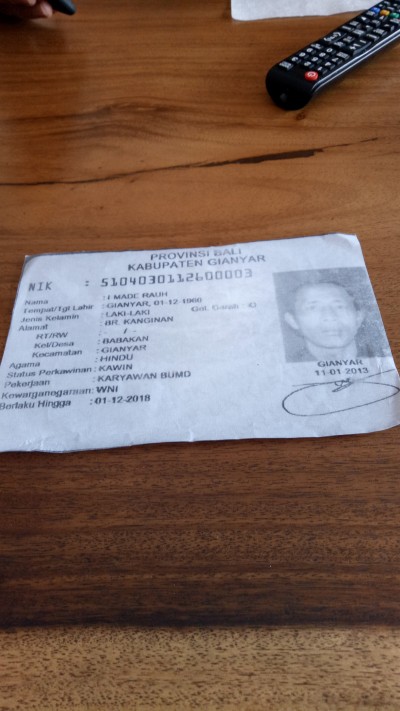 PROVINSI BALI
KABUPATEN GIANYAR
NIK : 5104030112600003
Nama : I MADE RAUH
Tempat/Tgl Lahir : GIANYAR, 01-12-1960
Jenis Kelamin : LAKI-LAKI Gol. Darah : O
Alamat : BR. KANGINAN
RT/RW : - / -
Kel/Desa : BABAKAN
Kecamatan : GIANYAR
Agama : HINDU
Status Perkawinan : KAWIN
Pekerjaan : KARYAWAN BUMD
Kewarganegaraan: WNI
Berlaku Hingga : 01-12-2018
GIANYAR
11-01-2013